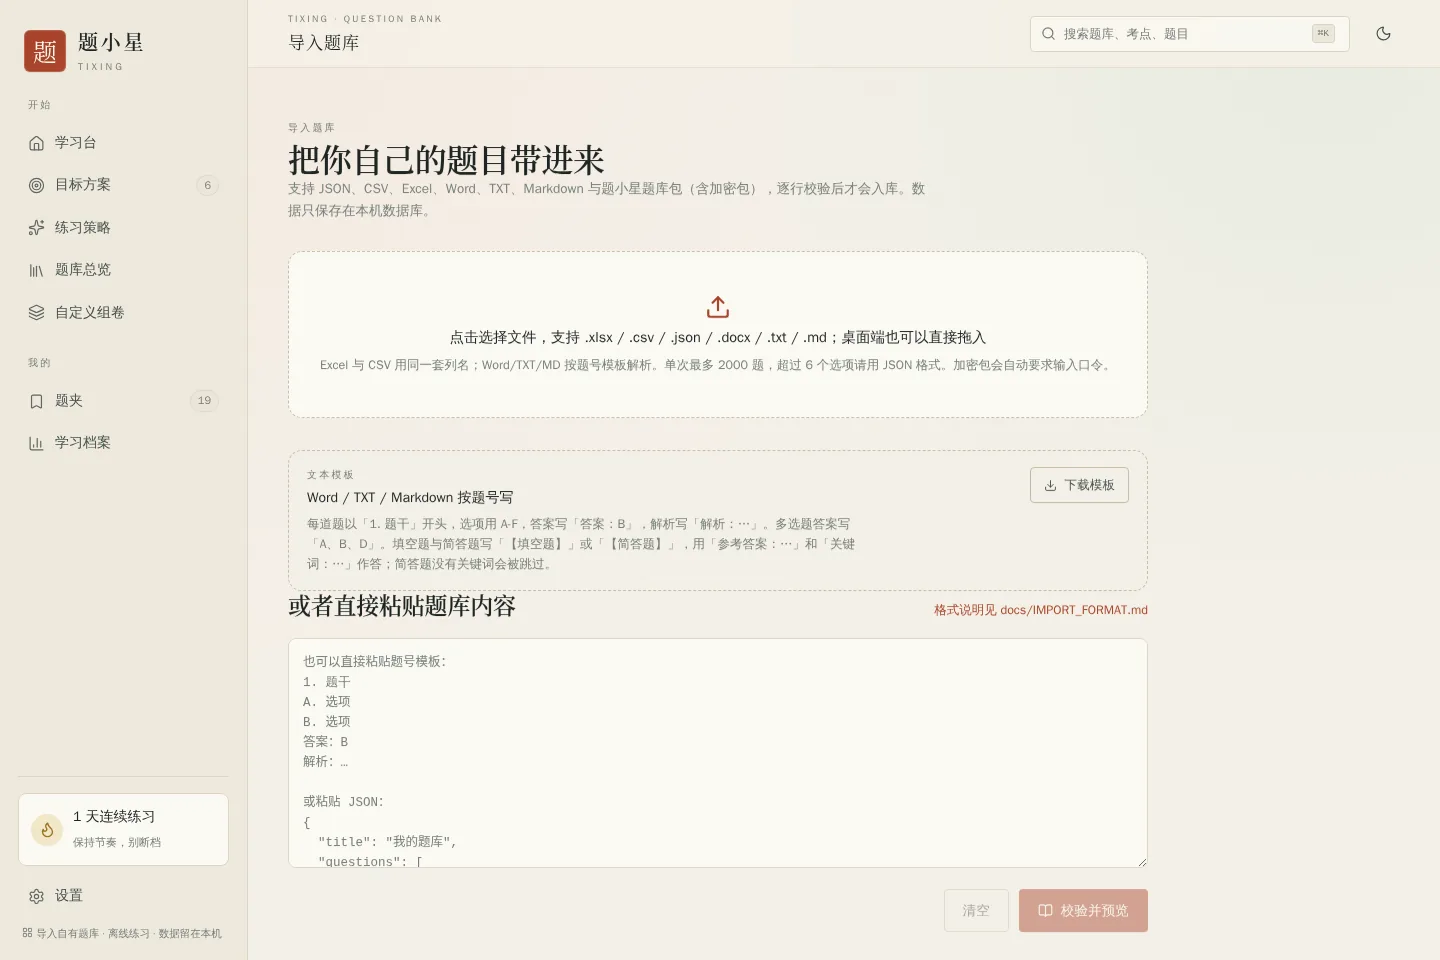 题
题小星
TIXING
开始
学习台
目标方案
6
练习策略
题库总览
自定义组卷
我的
题夹
19
学习档案
1 天连续练习
保持节奏，别断档
设置
导入自有题库 · 离线练习 · 数据留在本机
TIXING · QUESTION BANK
导入题库
搜索题库、考点、题目
⌘K
导入题库
把你自己的题目带进来
支持 JSON、CSV、Excel、Word、TXT、Markdown 与题小星题库包（含加密包），逐行校验后才会入库。数
据只保存在本机数据库。
点击选择文件，支持 .xlsx / .csv / .json / .docx / .txt / .md；桌面端也可以直接拖入
Excel 与 CSV 用同一套列名；Word/TXT/MD 按题号模板解析。单次最多 2000 题，超过 6 个选项请用 JSON 格式。加密包会自动要求输入口令。
文本模板
Word / TXT / Markdown 按题号写
下载模板
每道题以「1. 题干」开头，选项用 A-F，答案写「答案：B」，解析写「解析：…」。多选题答案写
「A、B、D」。填空题与简答题写「【填空题】」或「【简答题】」，用「参考答案：…」和「关键
词：…」作答；简答题没有关键词会被跳过。
或者直接粘贴题库内容
格式说明见 docs/IMPORT_FORMAT.md
也可以直接粘贴题号模板：
1. 题干
A. 选项
B. 选项
答案：B
解析：…
或粘贴 JSON：
{
"title": "我的题库",
"questions": [
清空
校验并预览